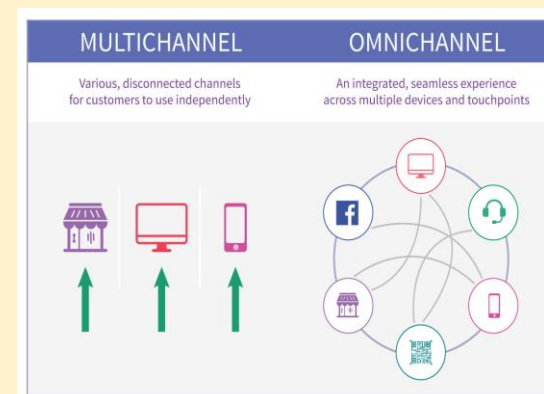 MULTICHANNEL
Various, disconnected channels
for customers to use independently
OMNICHANNEL
An integrated, seamless experience
across multiple devices and touchpoints